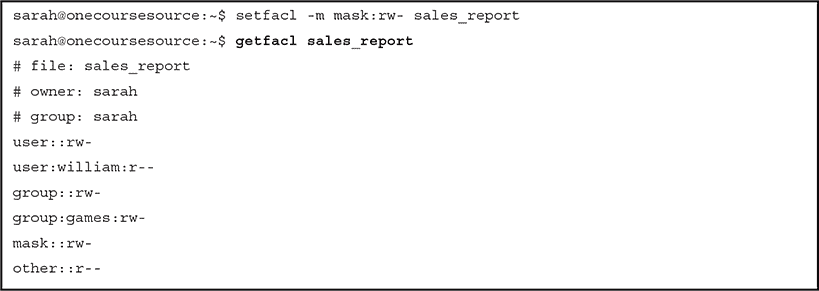 sarah@onecoursesource:~$ setfacl -m mask:rw- sales_report
sarah@onecoursesource:~$ getfacl sales_report
# file: sales_report
# owner: sarah
# group: sarah
user::rw-
user:william:r--
group::rw-
group:games:rw-
mask::rw-
other::r--